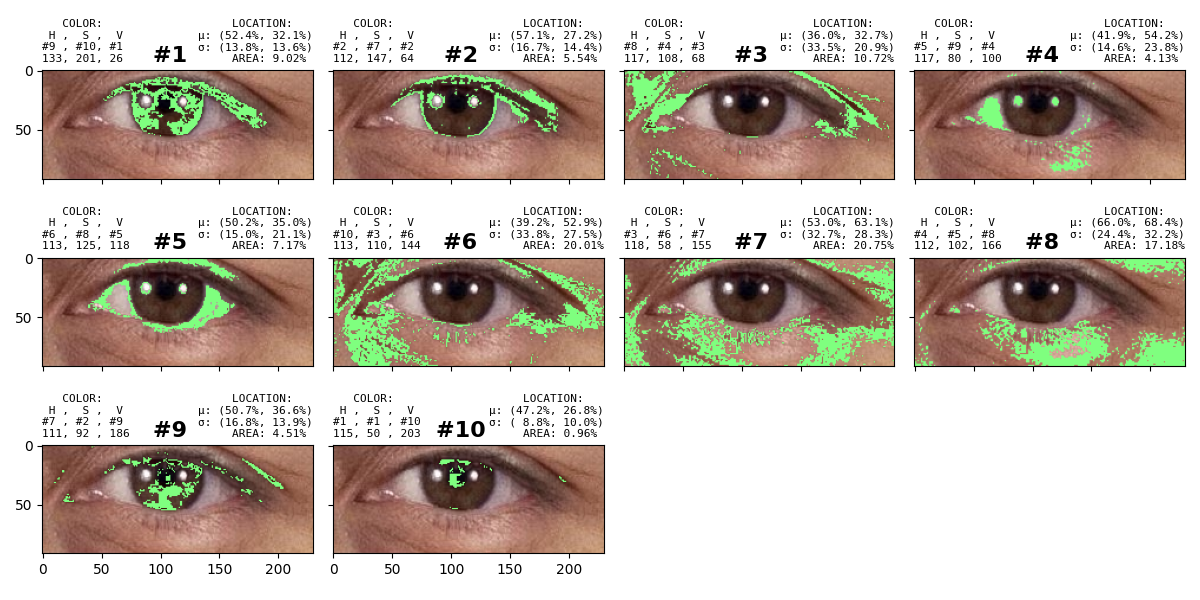 COLOR: LOCATION:
H , S , V μ: (52.4%, 32.1%)
#9 , #10, #1 #1 σ: (13.8%, 13.6%)
133, 201, 26 AREA: 9.02%
COLOR: LOCATION:
H , S , V μ: (57.1%, 27.2%)
#2 , #7 , #2 #2 σ: (16.7%, 14.4%)
112, 147, 64 AREA: 5.54%
COLOR: LOCATION:
H , S , V μ: (36.0%, 32.7%)
#8 , #4 , #3 #3 σ: (33.5%, 20.9%)
117, 108, 68 AREA: 10.72%
COLOR: LOCATION:
H , S , V μ: (41.9%, 54.2%)
#5 , #9 , #4 #4 σ: (14.6%, 23.8%)
117, 80 , 100 AREA: 4.13%
0
50
COLOR: LOCATION:
H , S , V μ: (50.2%, 35.0%)
#6 , #8 , #5 #5 σ: (15.0%, 21.1%)
113, 125, 118 AREA: 7.17%
COLOR: LOCATION:
H , S , V μ: (39.2%, 52.9%)
#10, #3 , #6 #6 σ: (33.8%, 27.5%)
113, 110, 144 AREA: 20.01%
COLOR: LOCATION:
H , S , V μ: (53.0%, 63.1%)
#3 , #6 , #7 #7 σ: (32.7%, 28.3%)
118, 58 , 155 AREA: 20.75%
COLOR: LOCATION:
H , S , V μ: (66.0%, 68.4%)
#4 , #5 , #8 #8 σ: (24.4%, 32.2%)
112, 102, 166 AREA: 17.18%
0
50
COLOR: LOCATION:
H , S , V μ: (50.7%, 36.6%)
#7 , #2 , #9 #9 σ: (16.8%, 13.9%)
111, 92 , 186 AREA: 4.51%
COLOR: LOCATION:
H , S , V μ: (47.2%, 26.8%)
#1 , #1 , #10 #10 σ: ( 8.8%, 10.0%)
115, 50 , 203 AREA: 0.96%
0
50
0 50 100 150 200
0 50 100 150 200